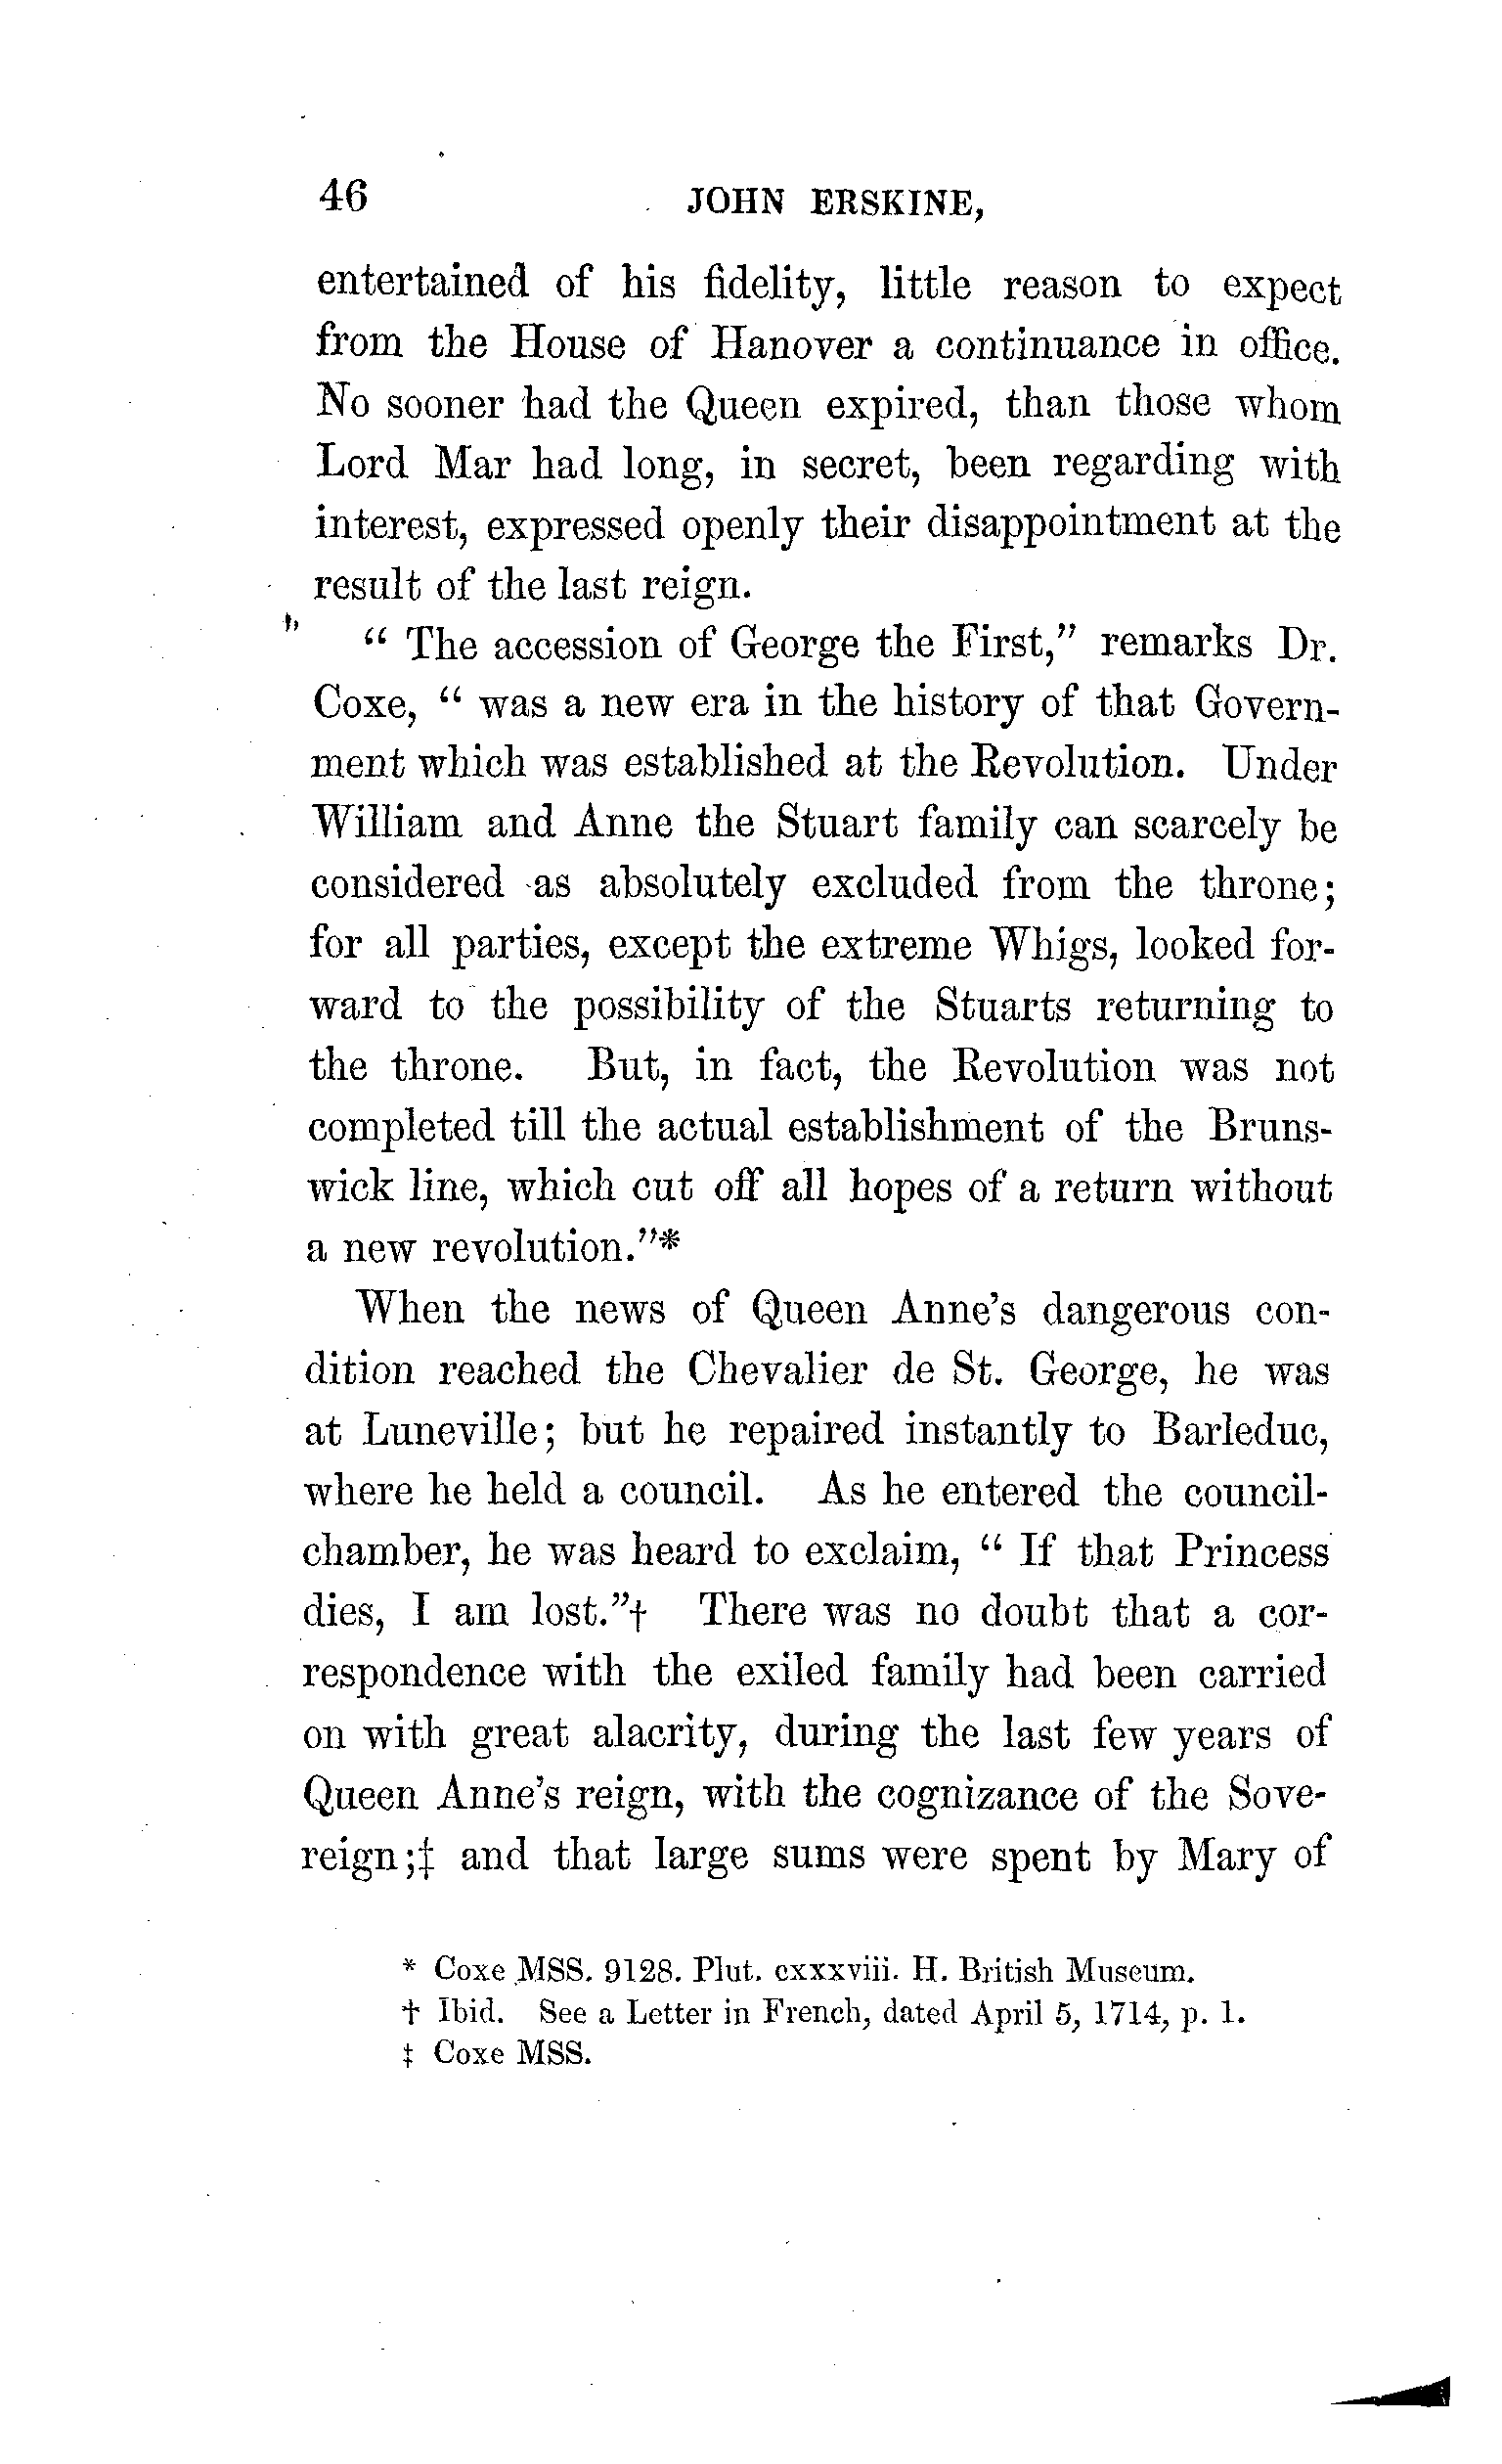 46 JOHN ERSKINE,
entertained of his fidelity, little reason to expect
from the House of Hanover a continuance in office.
No sooner had the Queen expired, than those whom
Lord Mar had long, in secret, been regarding with
interest, expressed openly their disappointment at the
result of the last reign.
“ The accession of George the First,” remarks Dr.
Coxe, “ was a new era in the history of that Govern-
ment which was established at the Revolution. Under
William and Anne the Stuart family can scarcely be
considered as absolutely excluded from the throne;
for all parties, except the extreme Whigs, looked for-
ward to the possibility of the Stuarts returning to
the throne. But, in fact, the Revolution was not
completed till the actual establishment of the Bruns-
wick line, which cut off all hopes of a return without
a new revolution.”*
When the news of Queen Anne’s dangerous con-
dition reached the Chevalier de St. George, he was
at Luneville; but he repaired instantly to Barleduc,
where he held a council. As he entered the council-
chamber, he was heard to exclaim, “ If that Princess
dies, I am lost.”† There was no doubt that a cor-
respondence with the exiled family had been carried
on with great alacrity, during the last few years of
Queen Anne’s reign, with the cognizance of the Sove-
reign;‡ and that large sums were spent by Mary of
* Coxe MSS. 9128. Plut. cxxxviii. H. British Museum.
† Ibid. See a Letter in French, dated April 5, 1714, p. 1.
‡ Coxe MSS.